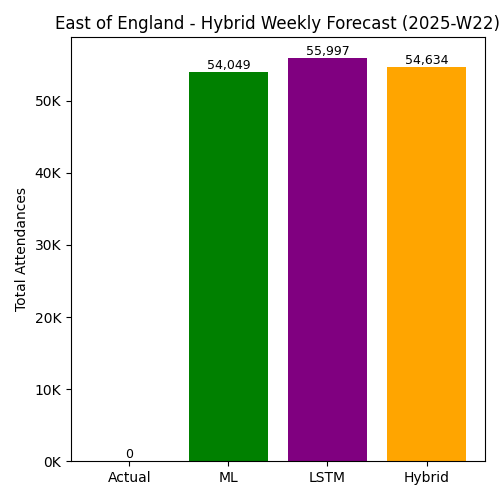 East of England - Hybrid Weekly Forecast (2025-W22)
55,997
54,049
54,634
50K
40K
30K
20K
10K
0K
0
Total Attendances
Actual
ML
LSTM
Hybrid